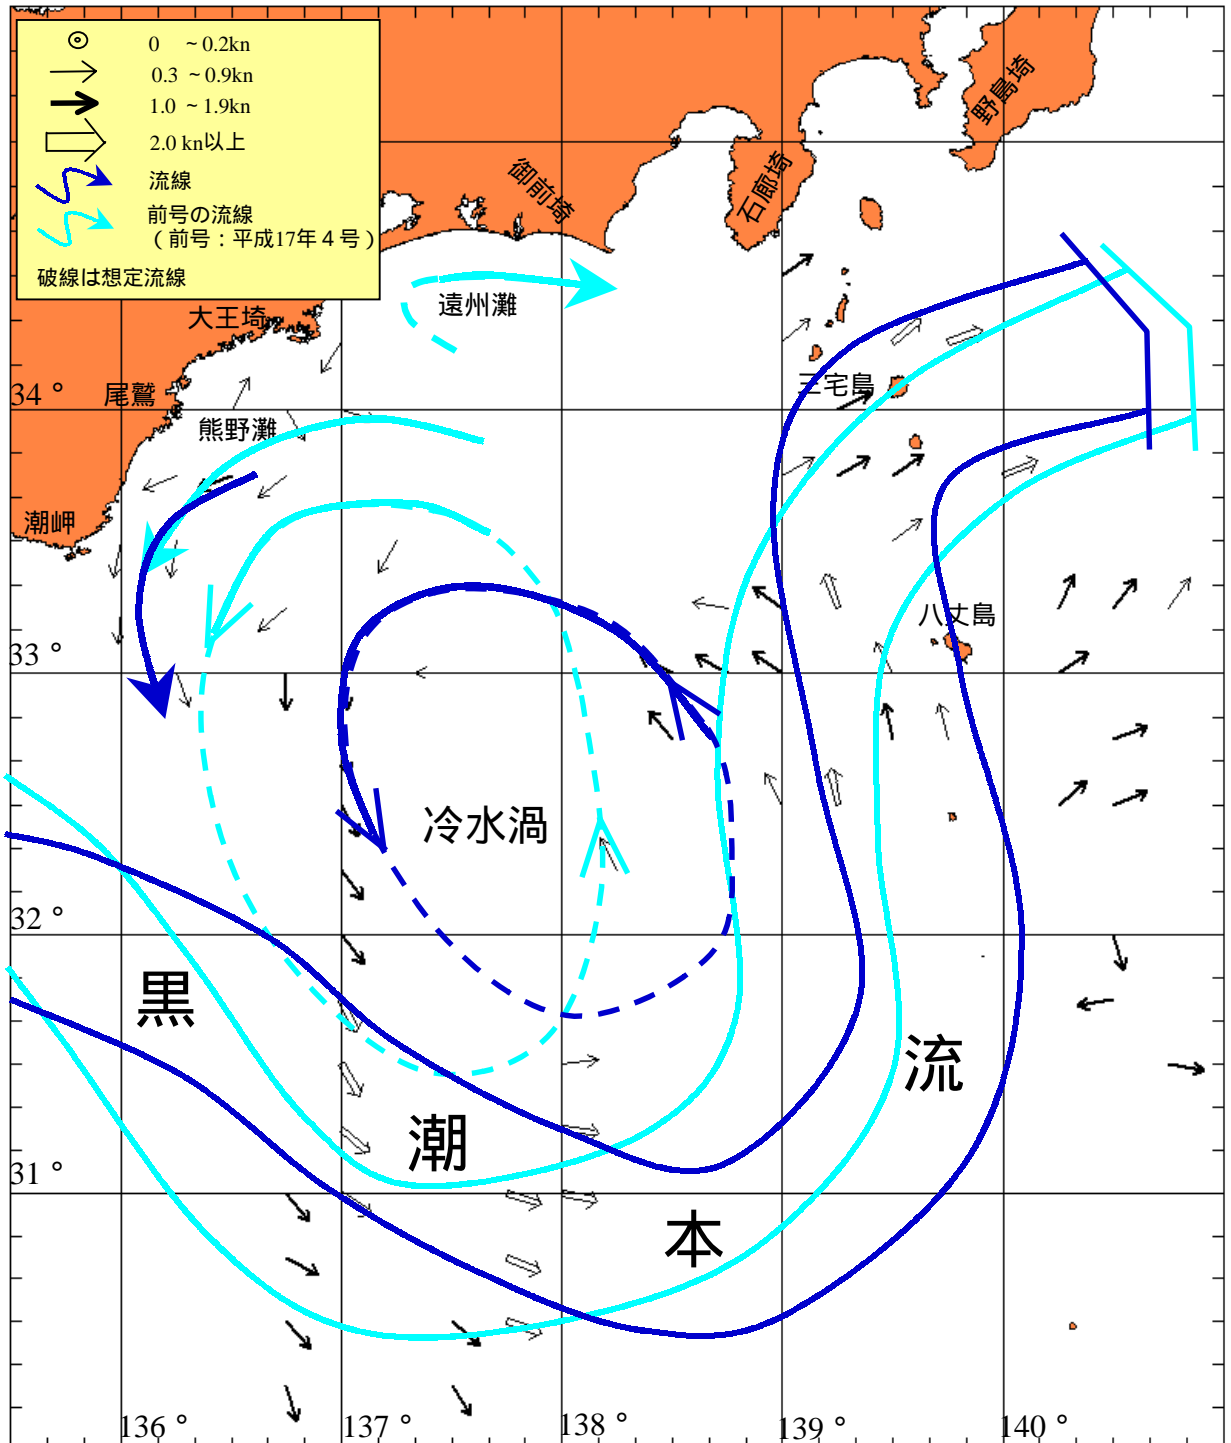 0 ~0.2kn
0.3 ~0.9kn
1.0 ~1.9kn
2.0 kn以上
流線
前号の流線
（前号：平成17年４号）
破線は想定流線
野島埼
石廊埼
御前埼
遠州灘
大王埼
三宅島
34°
尾鷲
熊野灘
潮岬
八丈島
33°
冷水渦
32°
黒
流
潮
31°
本
136°
137°
138°
139°
140°